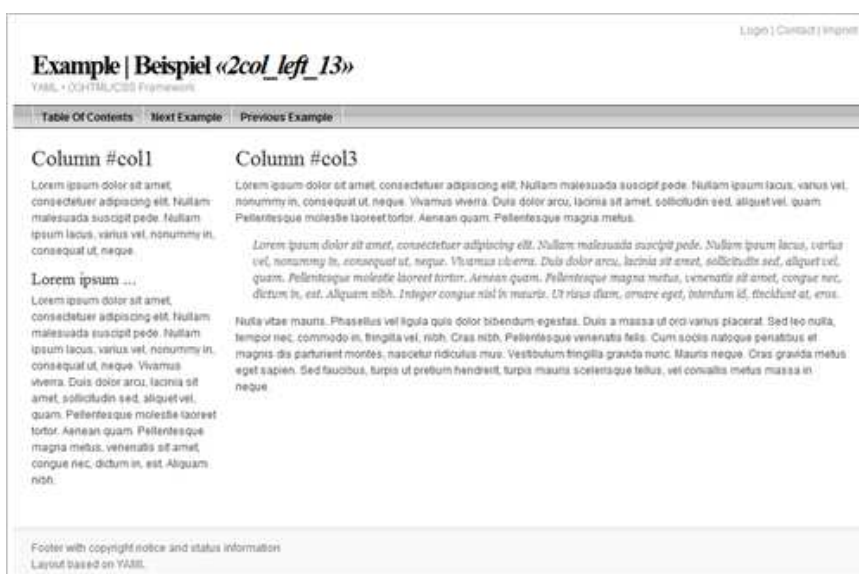 Login | Contact | Imprint
Example | Beispiel «2col_left_13»
YAML • (X)HTML/CSS Framework
Table Of Contents Next Example Previous Example
Column #col1
Lorem ipsum dolor sit amet,
consectetuer adipiscing elit. Nullam
malesuada suscipit pede. Nullam
ipsum lacus, varius vel, nonummy in,
consequat ut, neque.
Lorem ipsum ...
Lorem ipsum dolor sit amet,
consectetuer adipiscing elit. Nullam
malesuada suscipit pede. Nullam
ipsum lacus, varius vel, nonummy in,
consequat ut, neque. Vivamus
viverra. Duis dolor arcu, lacinia sit
amet, sollicitudin sed, aliquet vel,
quam. Pellentesque molestie laoreet
tortor. Aenean quam. Pellentesque
magna metus, venenatis sit amet,
congue nec, dictum in, est. Aliquam
nibh.
Column #col3
Lorem ipsum dolor sit amet, consectetuer adipiscing elit. Nullam malesuada suscipit pede. Nullam ipsum lacus, varius vel,
nonummy in, consequat ut, neque. Vivamus viverra. Duis dolor arcu, lacinia sit amet, sollicitudin sed, aliquet vel, quam.
Pellentesque molestie laoreet tortor. Aenean quam. Pellentesque magna metus.
Lorem ipsum dolor sit amet, consectetuer adipiscing elit. Nullam malesuada suscipit pede. Nullam ipsum lacus, varius
vel, nonummy in, consequat ut, neque. Vivamus viverra. Duis dolor arcu, lacinia sit amet, sollicitudin sed, aliquet vel,
quam. Pellentesque molestie laoreet tortor. Aenean quam. Pellentesque magna metus, venenatis sit amet, congue nec,
dictum in, est. Aliquam nibh. Integer congue nisl in mauris. Ut risus diam, ornare eget, interdum id, tincidunt at, eros.
Nulla vitae mauris. Phasellus vel ligula quis dolor bibendum egestas. Duis a massa ut orci varius placerat. Sed leo nulla,
tempor nec, commodo in, fringilla vel, nibh. Cras nibh. Pellentesque venenatis felis. Cum sociis natoque penatibus et
magnis dis parturient montes, nascetur ridiculus mus. Vestibulum fringilla gravida nunc. Mauris neque. Cras gravida metus
eget sapien. Sed faucibus, turpis ut pretium hendrerit, turpis mauris scelerisque tellus, vel convallis metus massa in
neque.
Footer with copyright notice and status information
Layout based on YAML